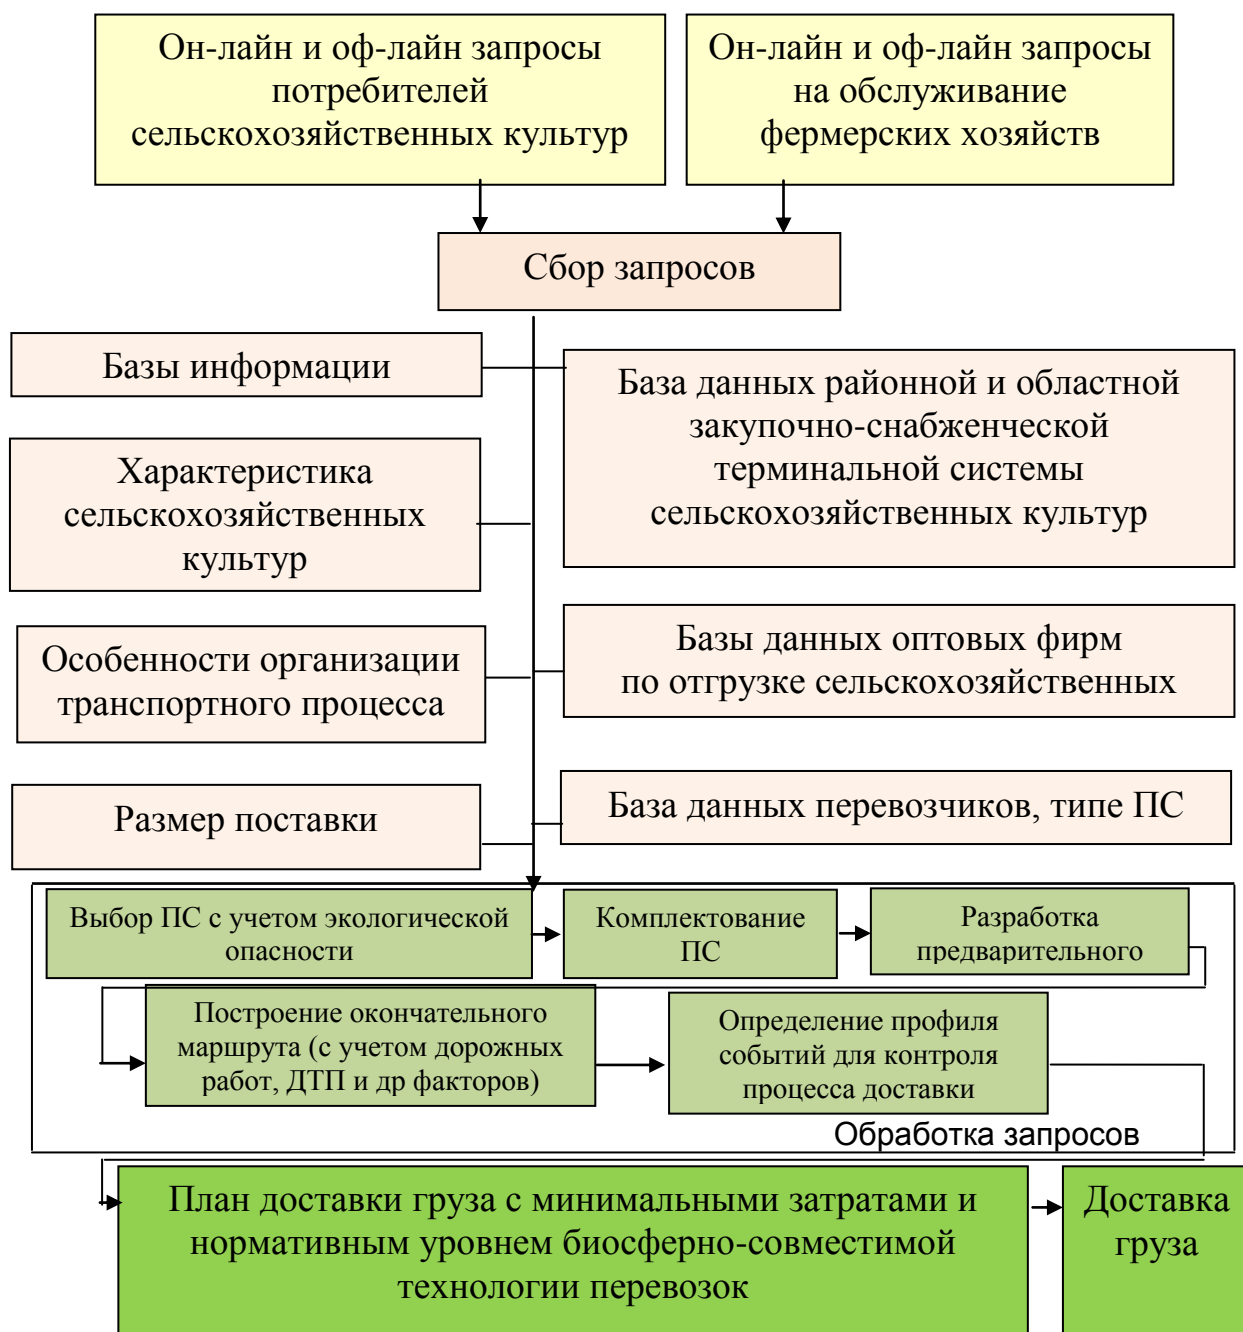 Он-лайн и оф-лайн запросы
потребителей
сельскохозяйственных культур
Он-лайн и оф-лайн запросы
на обслуживание
фермерских хозяйств
Сбор запросов
Базы информации
База данных районной и областной
закупочно-снабженческой
терминальной системы
сельскохозяйственных культур
Характеристика
сельскохозяйственных
культур
Особенности организации
транспортного процесса
Базы данных оптовых фирм
по отгрузке сельскохозяйственных
Размер поставки
База данных перевозчиков, типе ПС
Выбор ПС с учетом экологической
опасности
Комплектование
ПС
Разработка
предварительного
Построение окончательного
маршрута (с учетом дорожных
работ, ДТП и др факторов)
Определение профиля
событий для контроля
процесса доставки
Обработка запросов
План доставки груза с минимальными затратами и
нормативным уровнем биосферно-совместимой
технологии перевозок
Доставка
груза